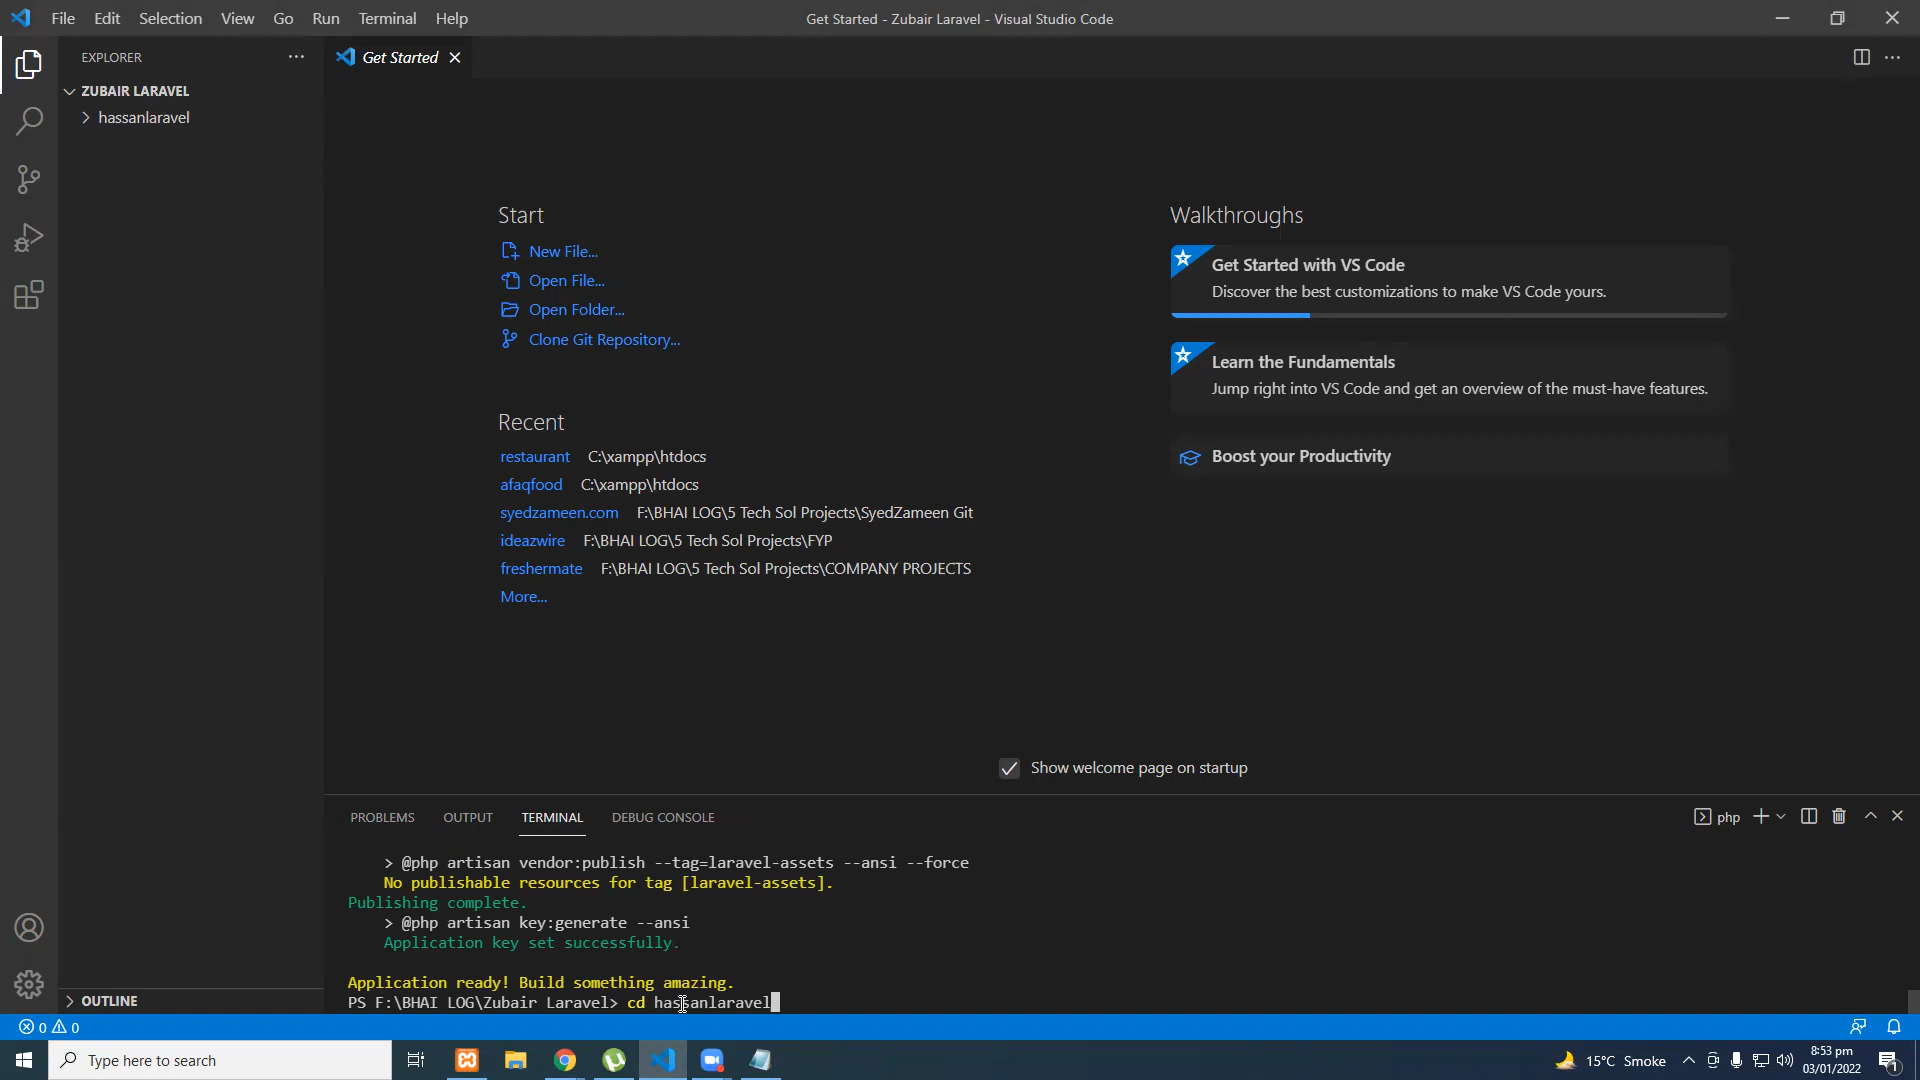 File Edit Selection View Go Run Terminal Help
Get Started - Zubair Laravel - Visual Studio Code
EXPLORER
Get Started
ZUBAIR LARAVEL
hassanlaravel
Start
New File...
Open File...
Open Folder...
Clone Git Repository...
Recent
restaurant C:\xampp\htdocs
afaqfood C:\xampp\htdocs
syedzameen.com F:\BHAI LOG\5 Tech Sol Projects\SyedZameen Git
ideazwire F:\BHAI LOG\5 Tech Sol Projects\FYP
freshermate F:\BHAI LOG\5 Tech Sol Projects\COMPANY PROJECTS
More...
Walkthroughs
Get Started with VS Code
Discover the best customizations to make VS Code yours.
Learn the Fundamentals
Jump right into VS Code and get an overview of the must-have features.
Boost your Productivity
Show welcome page on startup
PROBLEMS OUTPUT TERMINAL DEBUG CONSOLE
php
> @php artisan vendor:publish --tag=laravel-assets --ansi --force
No publishable resources for tag [laravel-assets].
Publishing complete.
> @php artisan key:generate --ansi
Application key set successfully.
Application ready! Build something amazing.
PS F:\BHAI LOG\Zubair Laravel> cd hassanlaravel
OUTLINE
0 0
Type here to search
15°C Smoke
8:53 pm
03/01/2022
1